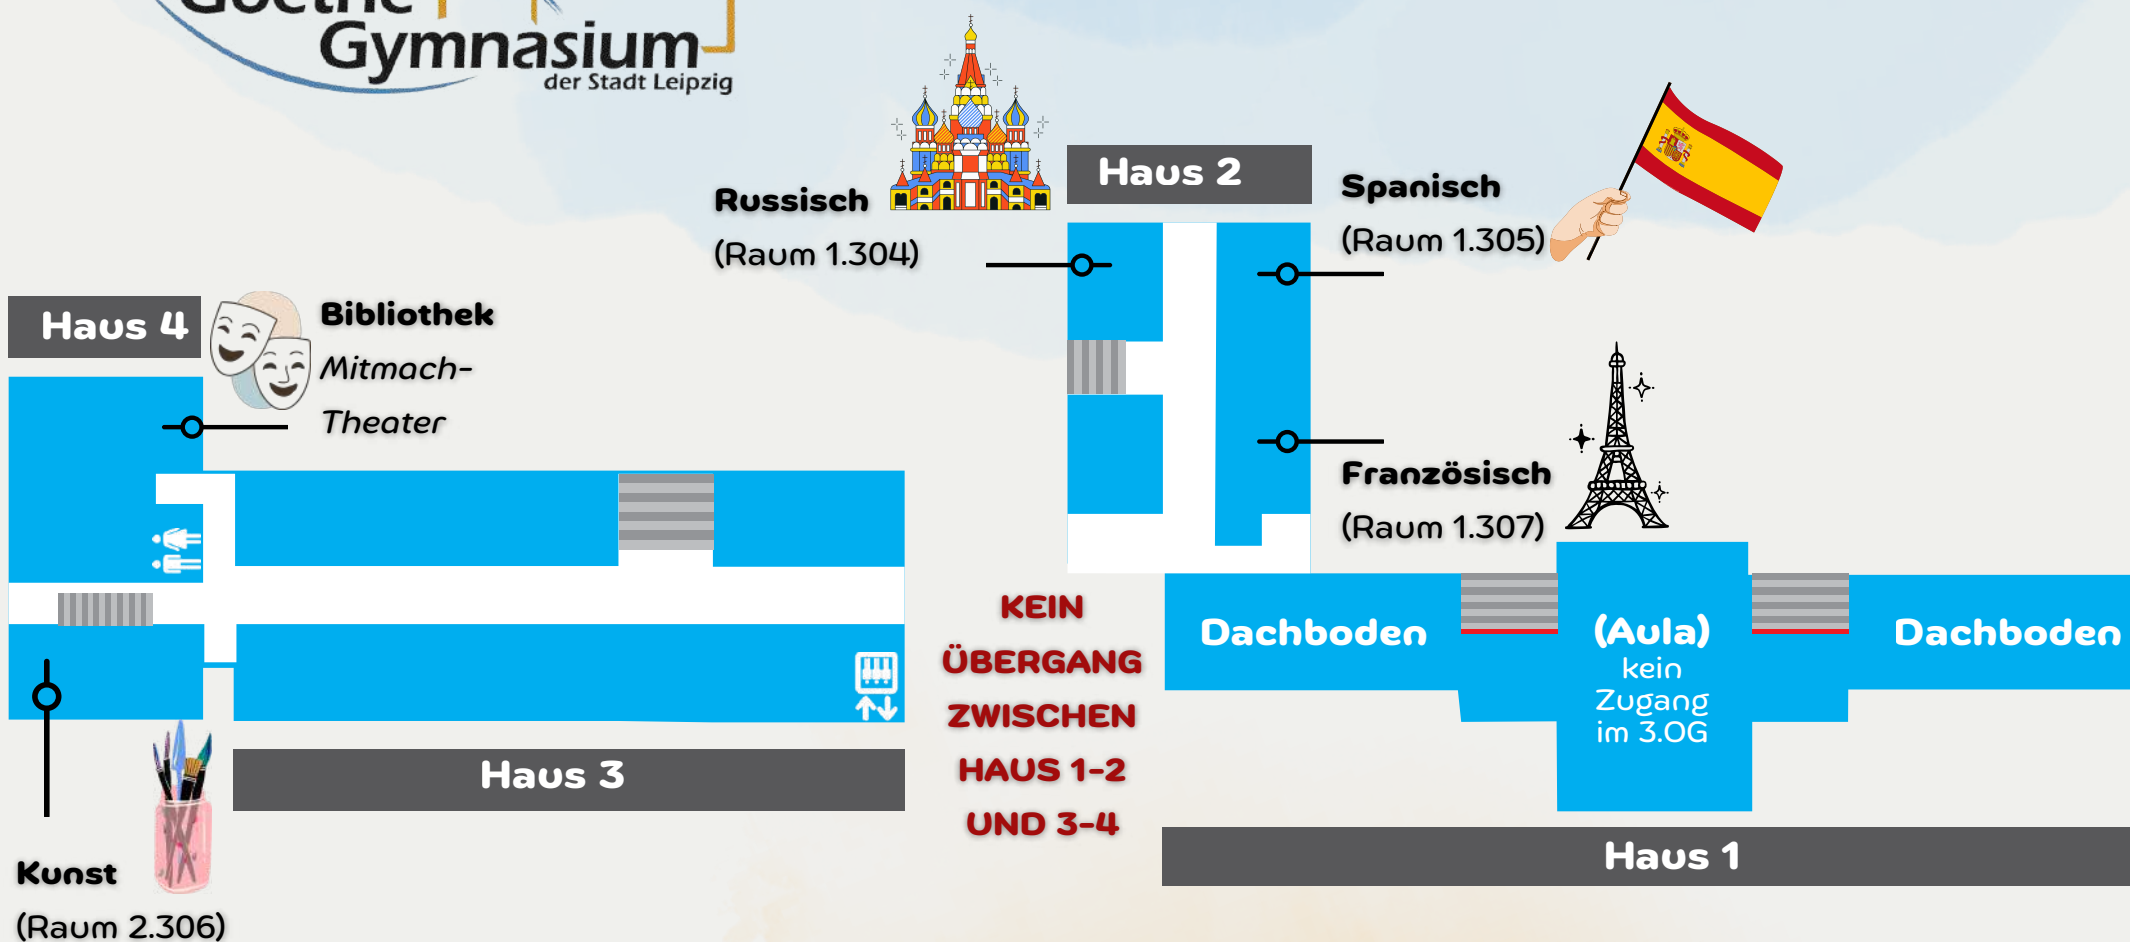 Goethe
Gymnasium
der Stadt Leipzig
Haus 2
Russisch
(Raum 1.304)
Spanisch
(Raum 1.305)
Haus 4
Bibliothek
Mitmach-
Theater
Französisch
(Raum 1.307)
KEIN
ÜBERGANG
ZWISCHEN
HAUS 1-2
UND 3-4
Dachboden
(Aula)
kein
Zugang
im 3.OG
Dachboden
Haus 3
Haus 1
Kunst
(Raum 2.306)